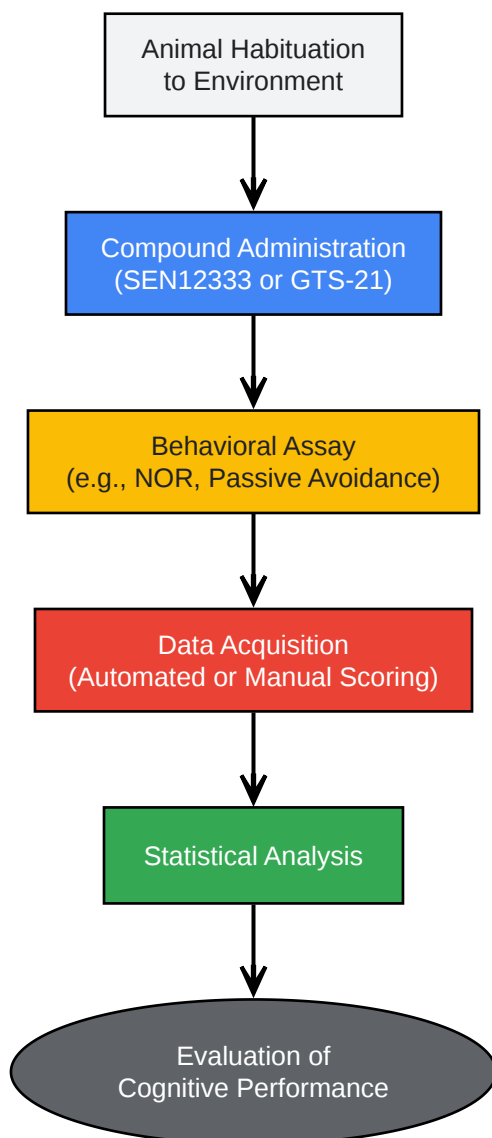 Animal Habituation
to Environment
Compound Administration
(SEN12333 or GTS-21)
Behavioral Assay
(e.g., NOR, Passive Avoidance)
Data Acquisition
(Automated or Manual Scoring)
Statistical Analysis
Evaluation of
Cognitive Performance